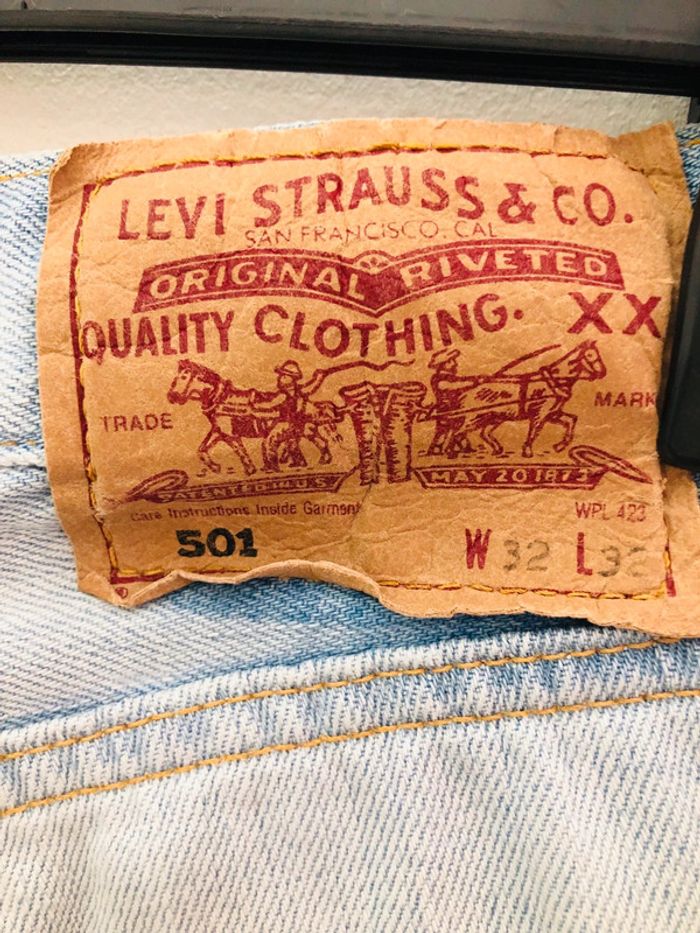 LEVI STRAUSS & CO.
SAN FRANCISCO. CAL
ORIGINAL RIVETED
QUALITY CLOTHING. XX
TRADE MARK
PATENTED IN U.S. MAY 20 1873
Care Instructions Inside Garment WPL 423
501 W 32 L 32